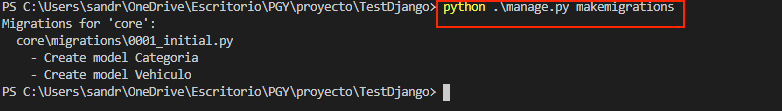 PS C:\Users\sandr\OneDrive\Escritorio\PGY\proyecto\TestDjango> python .\manage.py makemigrations
Migrations for 'core':
  core\migrations\0001_initial.py
    - Create model Categoria
    - Create model Vehiculo
PS C:\Users\sandr\OneDrive\Escritorio\PGY\proyecto\TestDjango>